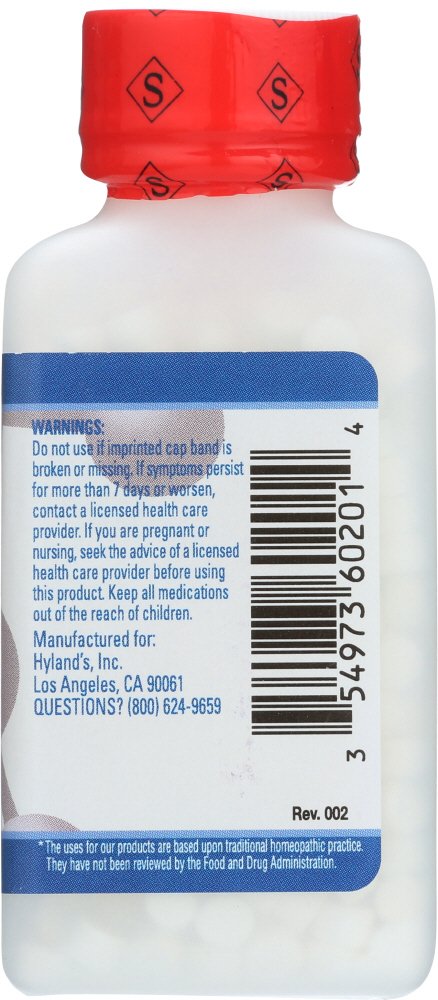 S S
S S
WARNINGS:
Do not use if imprinted cap band is
broken or missing. If symptoms persist
for more than 7 days or worsen,
contact a licensed health care
provider. If you are pregnant or
nursing, seek the advice of a licensed
health care provider before using
this product. Keep all medications
out of the reach of children.
Manufactured for:
Hyland's, Inc.
Los Angeles, CA 90061
QUESTIONS? (800) 624-9659
3 54973 60201 4
Rev. 002
*The uses for our products are based upon traditional homeopathic practice.
They have not been reviewed by the Food and Drug Administration.